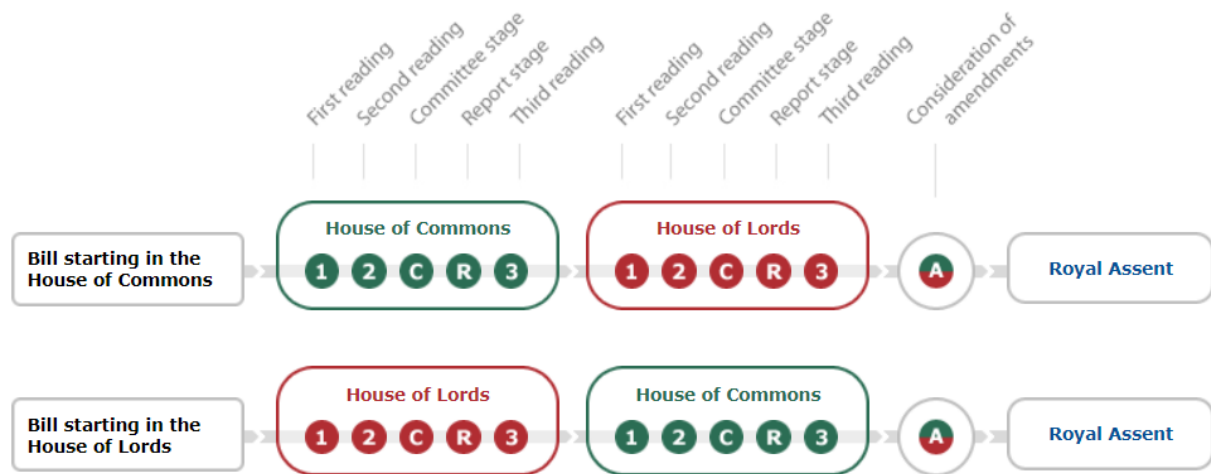 First reading
Second reading
Committee stage
Report stage
Third reading
First reading
Second reading
Committee stage
Report stage
Third reading
Consideration of
amendments
Bill starting in the
House of Commons
House of Commons
1 2 C R 3
House of Lords
1 2 C R 3
A
Royal Assent
Bill starting in the
House of Lords
House of Lords
1 2 C R 3
House of Commons
1 2 C R 3
A
Royal Assent